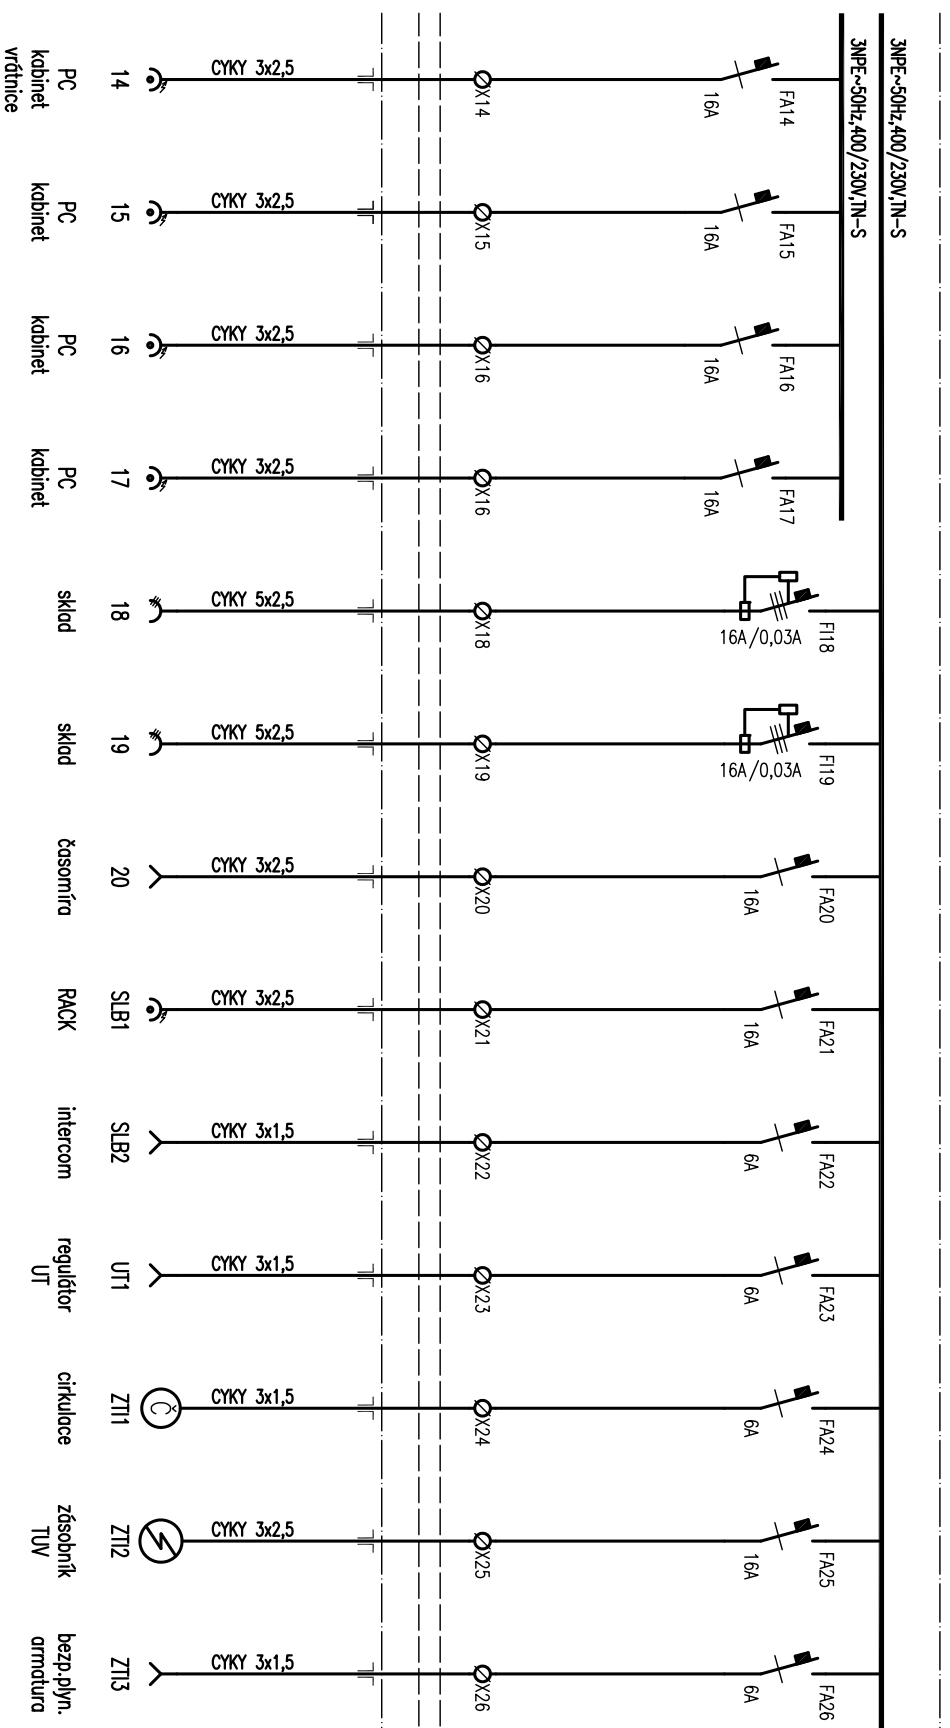 3NPE~50Hz,400/230V,TN-S
3NPE~50Hz,400/230V,TN-S
FA14
16A
X14
CYKY 3x2,5
14
PC
kabinet
vrátnice
FA15
16A
X15
CYKY 3x2,5
15
PC
kabinet
FA16
16A
X16
CYKY 3x2,5
16
PC
kabinet
FA17
16A
X16
CYKY 3x2,5
17
PC
kabinet
FI18
16A/0,03A
X18
CYKY 5x2,5
18
sklad
FI19
16A/0,03A
X19
CYKY 5x2,5
19
sklad
FA20
16A
X20
CYKY 3x2,5
20
časomíra
FA21
16A
X21
CYKY 3x2,5
SLB1
RACK
FA22
6A
X22
CYKY 3x1,5
SLB2
intercom
FA23
6A
X23
CYKY 3x1,5
UT1
regulátor
UT
FA24
6A
X24
CYKY 3x1,5
Č
ZTI1
cirkulace
FA25
16A
X25
CYKY 3x2,5
ZTI2
zásobník
TUV
FA26
6A
X26
CYKY 3x1,5
ZTI3
bezp.plyn.
armatura